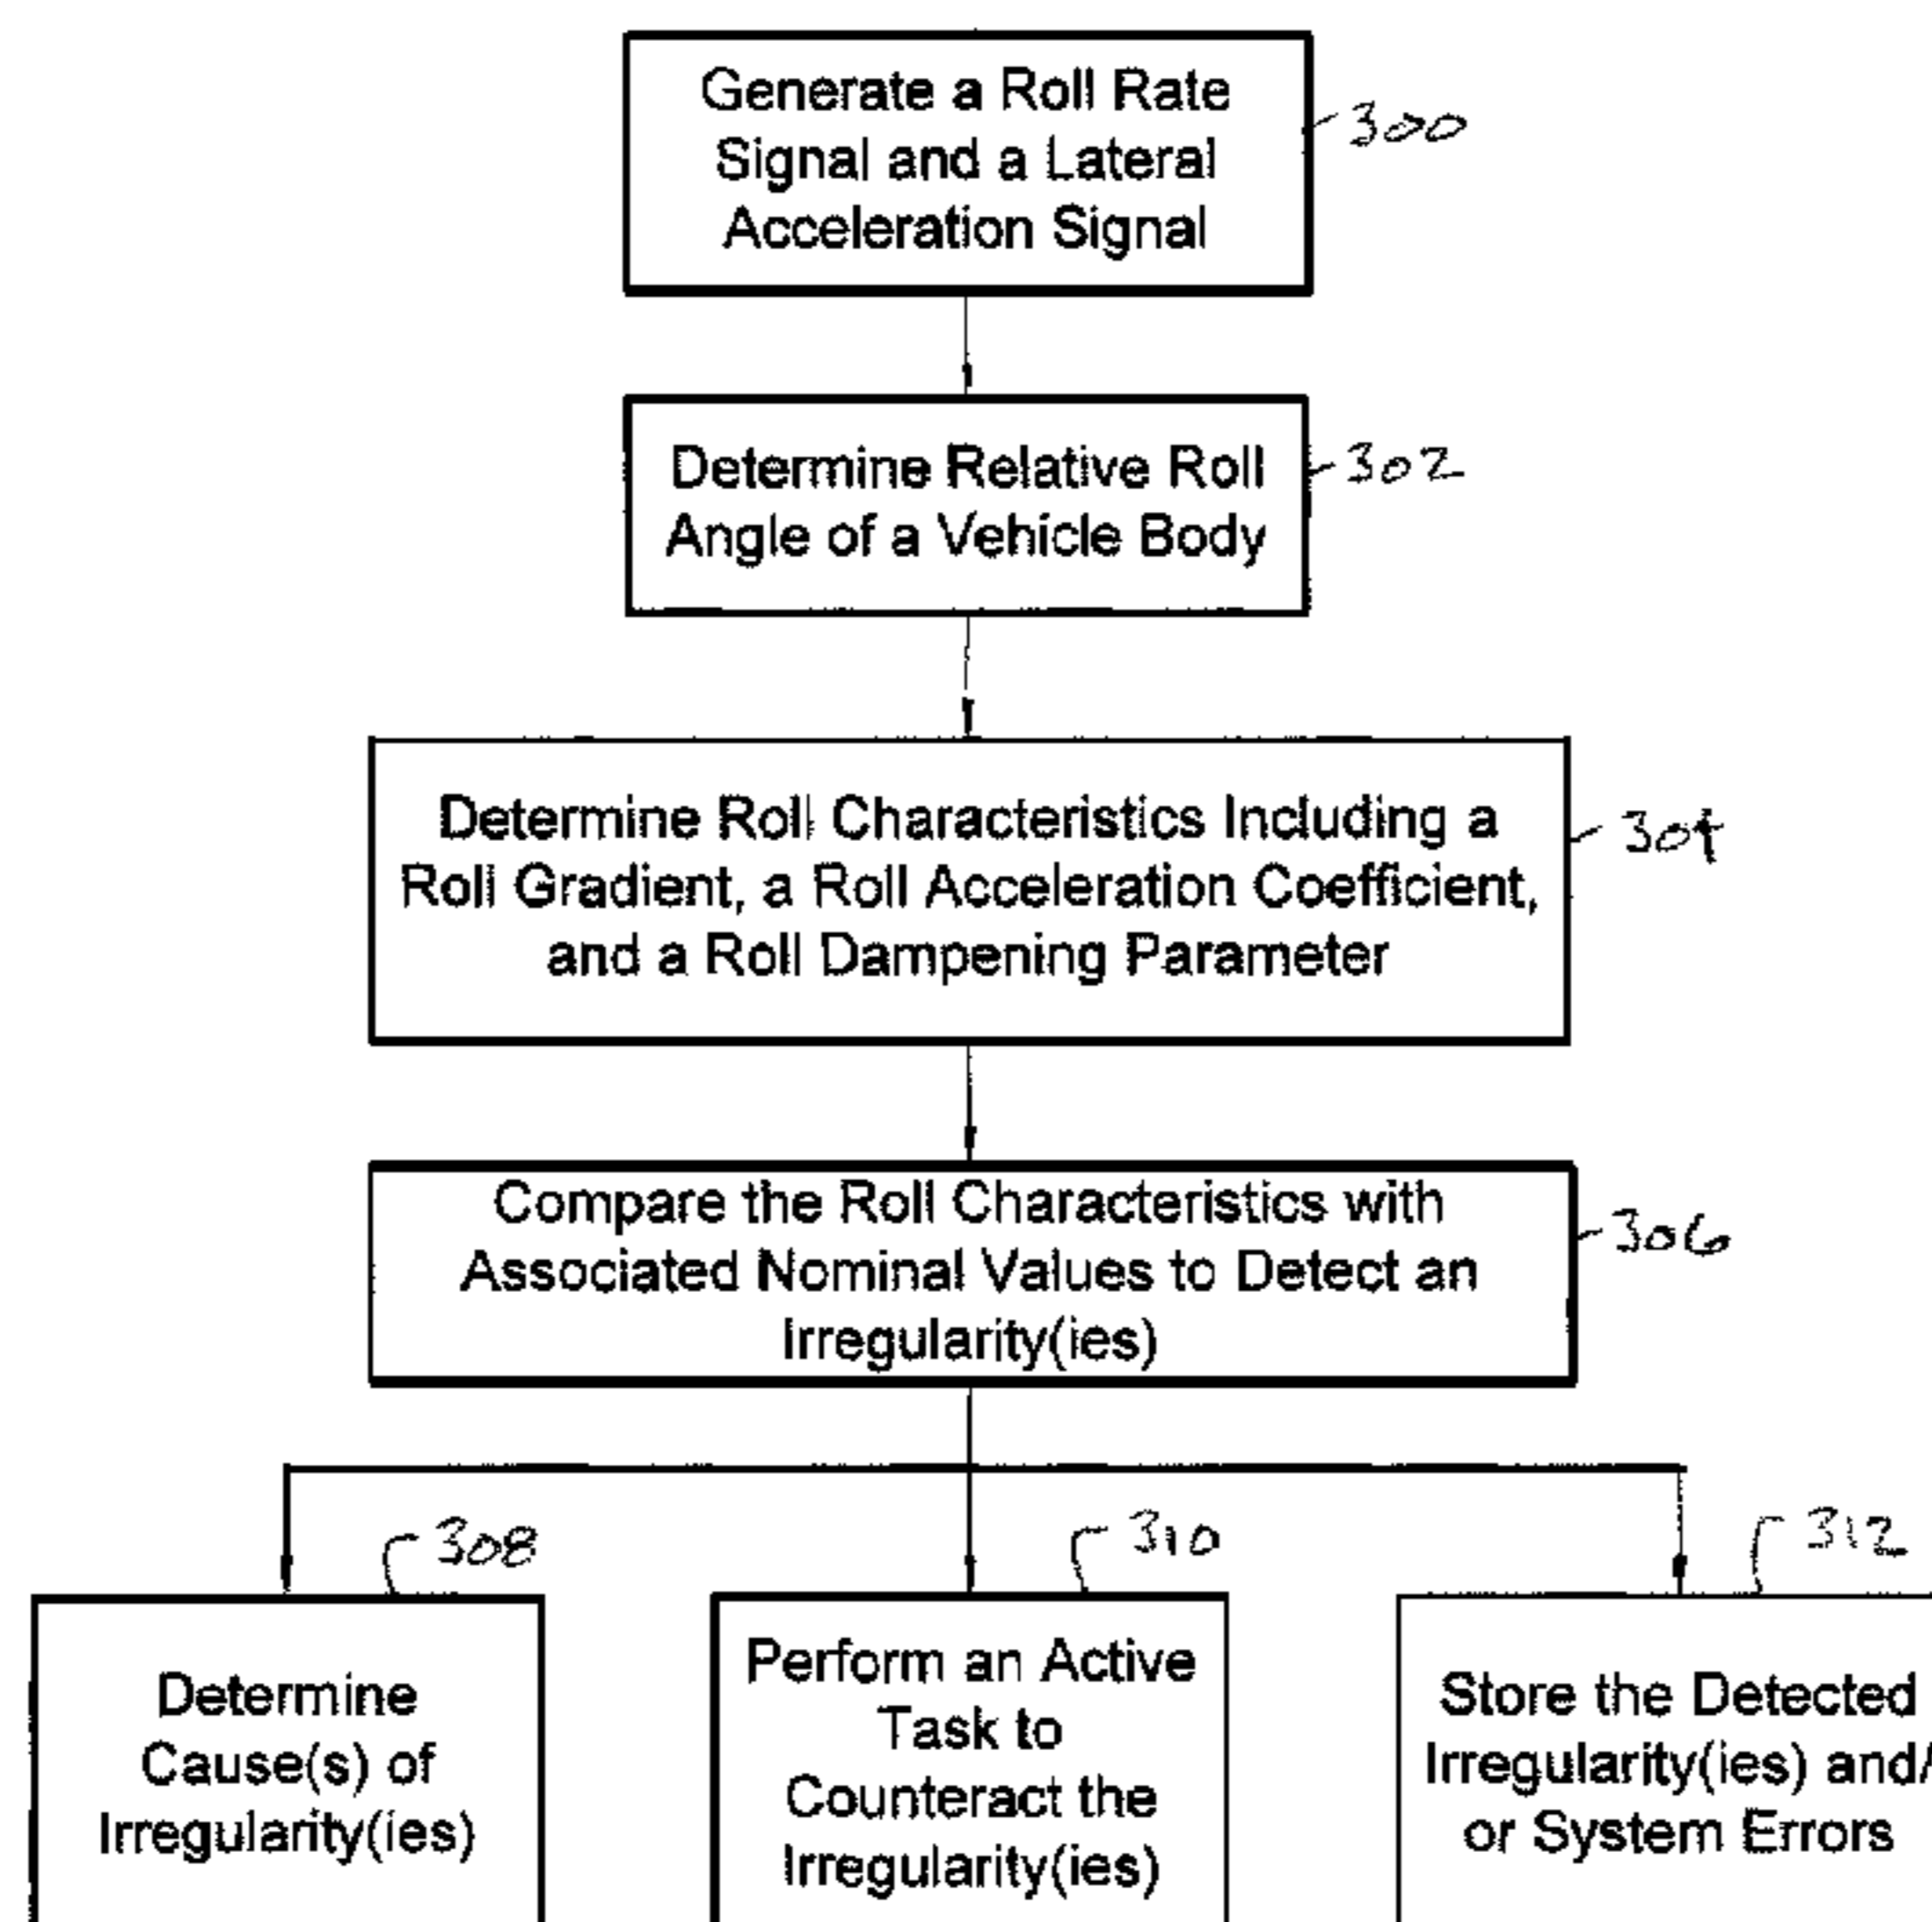 Generate a Roll Rate
Signal and a Lateral
Acceleration Signal
300
Determine Relative Roll
Angle of a Vehicle Body
302
Determine Roll Characteristics Including a
Roll Gradient, a Roll Acceleration Coefficient,
and a Roll Dampening Parameter
304
Compare the Roll Characteristics with
Associated Nominal Values to Detect an
Irregularity(ies)
306
308
Determine
Cause(s) of
Irregularity(ies)
310
Perform an Active
Task to
Counteract the
Irregularity(ies)
312
Store the Detected
Irregularity(ies) and/
or System Errors